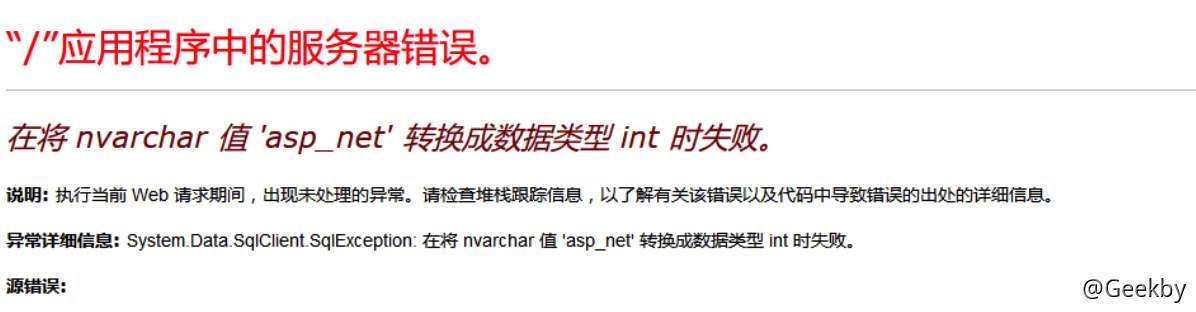 “/”应用程序中的服务器错误。
在将 nvarchar 值 'asp_net' 转换成数据类型 int 时失败。
说明: 执行当前 Web 请求期间，出现未处理的异常。请检查堆栈跟踪信息，以了解有关该错误以及代码中导致错误的出处的详细信息。
异常详细信息: System.Data.SqlClient.SqlException: 在将 nvarchar 值 'asp_net' 转换成数据类型 int 时失败。
源错误:
@Geekby